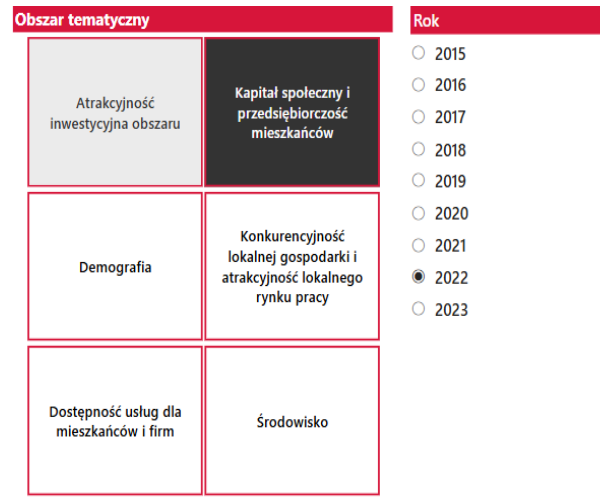 Obszar tematyczny
Atrakcyjność
inwestycyjna obszaru
Kapitał społeczny i
przedsiębiorczość
mieszkańców
Demografia
Konkurencyjność
lokalnej gospodarki i
atrakcyjność lokalnego
rynku pracy
Dostępność usług dla
mieszkańców i firm
Środowisko
Rok
2015
2016
2017
2018
2019
2020
2021
2022
2023